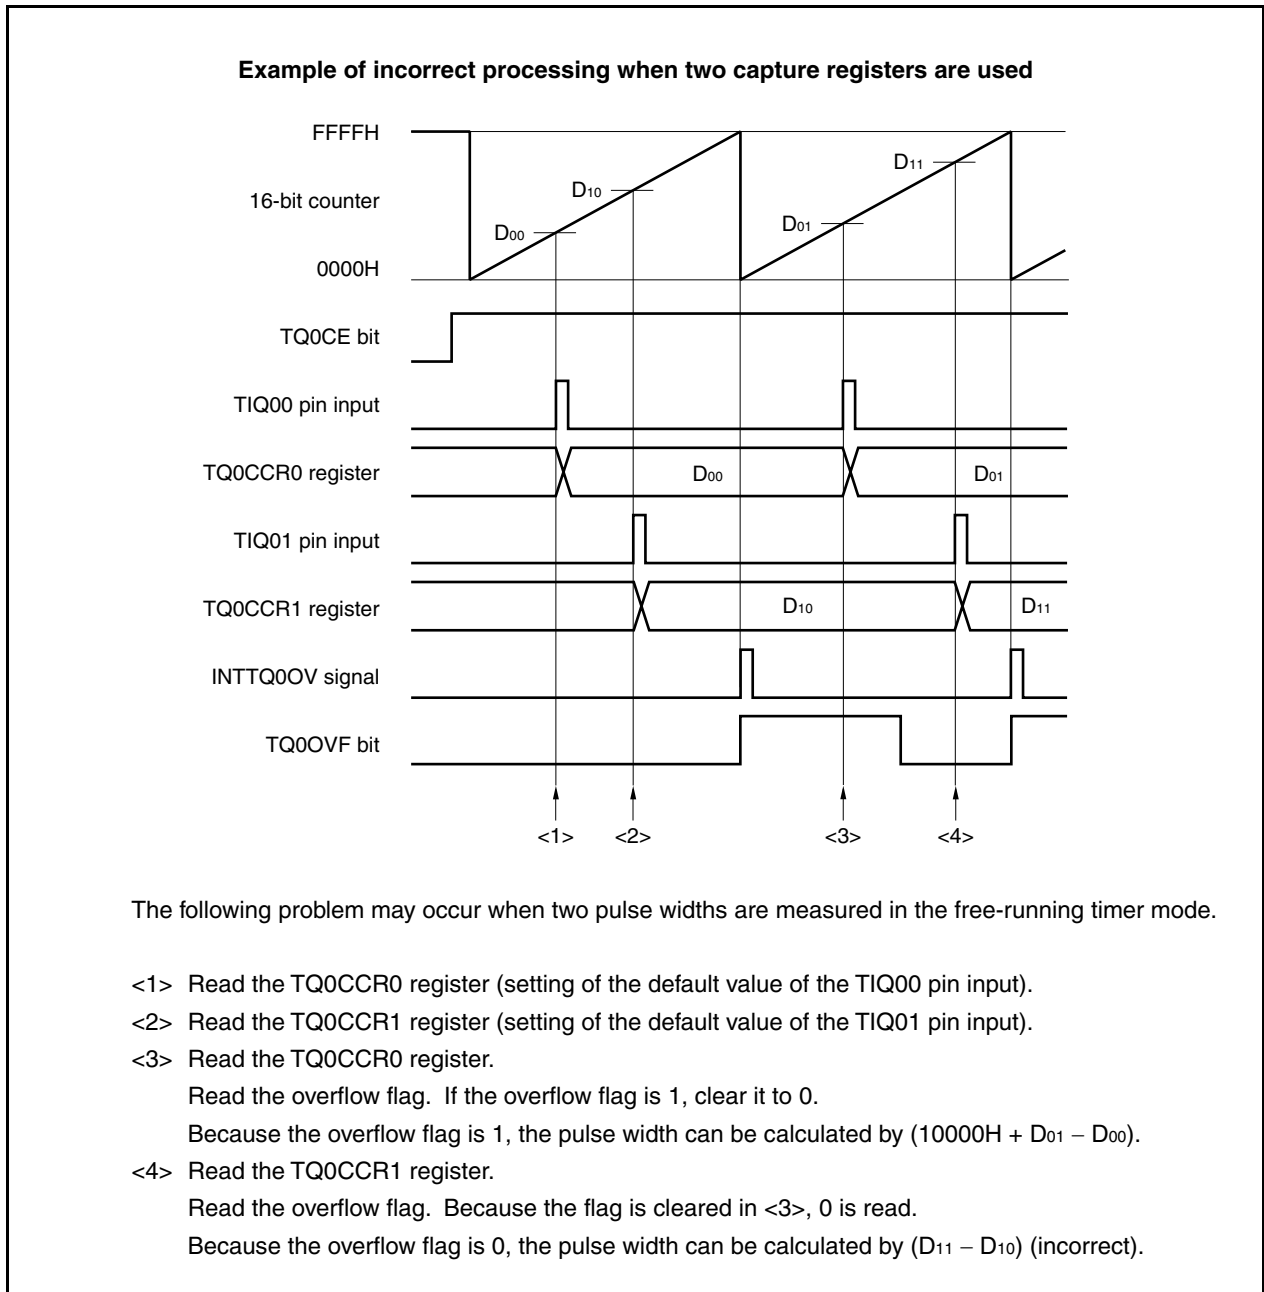 Example of incorrect processing when two capture registers are used
FFFFH
D11
D10
16-bit counter
D01
D00
0000H
TQ0CE bit
TIQ00 pin input
TQ0CCR0 register
D00
D01
TIQ01 pin input
TQ0CCR1 register
D10
D11
INTTQ0OV signal
TQ0OVF bit
<1> <2> <3> <4>
The following problem may occur when two pulse widths are measured in the free-running timer mode.
<1> Read the TQ0CCR0 register (setting of the default value of the TIQ00 pin input).
<2> Read the TQ0CCR1 register (setting of the default value of the TIQ01 pin input).
<3> Read the TQ0CCR0 register.
Read the overflow flag. If the overflow flag is 1, clear it to 0.
Because the overflow flag is 1, the pulse width can be calculated by (10000H + D01 − D00).
<4> Read the TQ0CCR1 register.
Read the overflow flag. Because the flag is cleared in <3>, 0 is read.
Because the overflow flag is 0, the pulse width can be calculated by (D11 − D10) (incorrect).